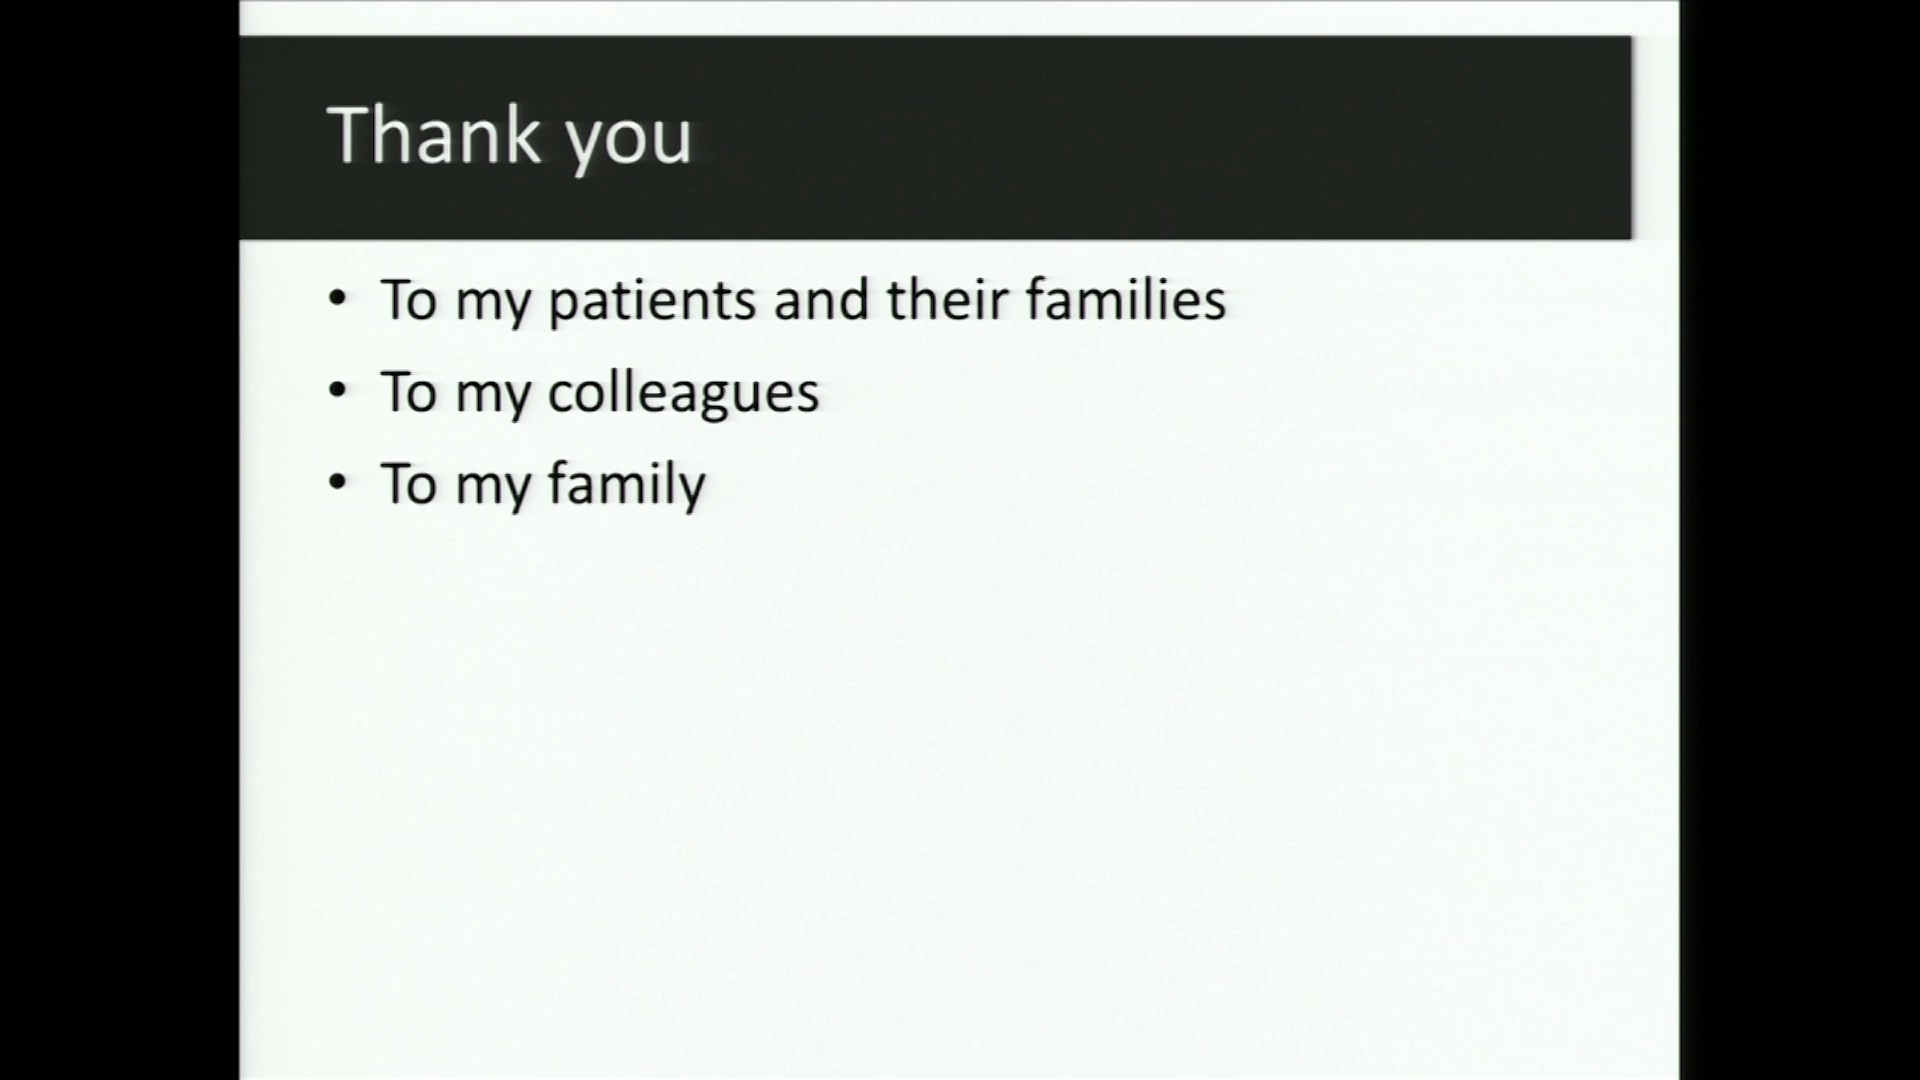 Thank you
• To my patients and their families
• To my colleagues
• To my family